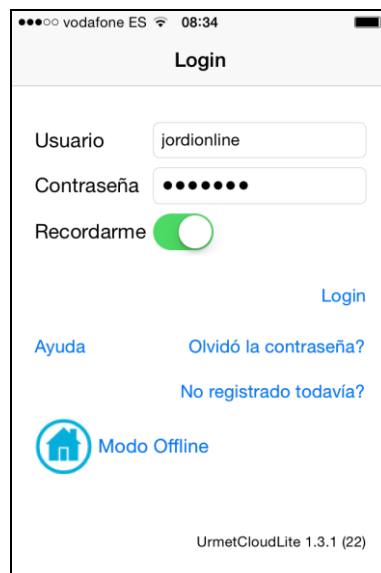 vodafone ES 08:34
Login
Usuario jordionline
Contraseña ●●●●●●●
Recordarme
Login
Ayuda Olvidó la contraseña?
No registrado todavía?
Modo Offline
UrmetCloudLite 1.3.1 (22)